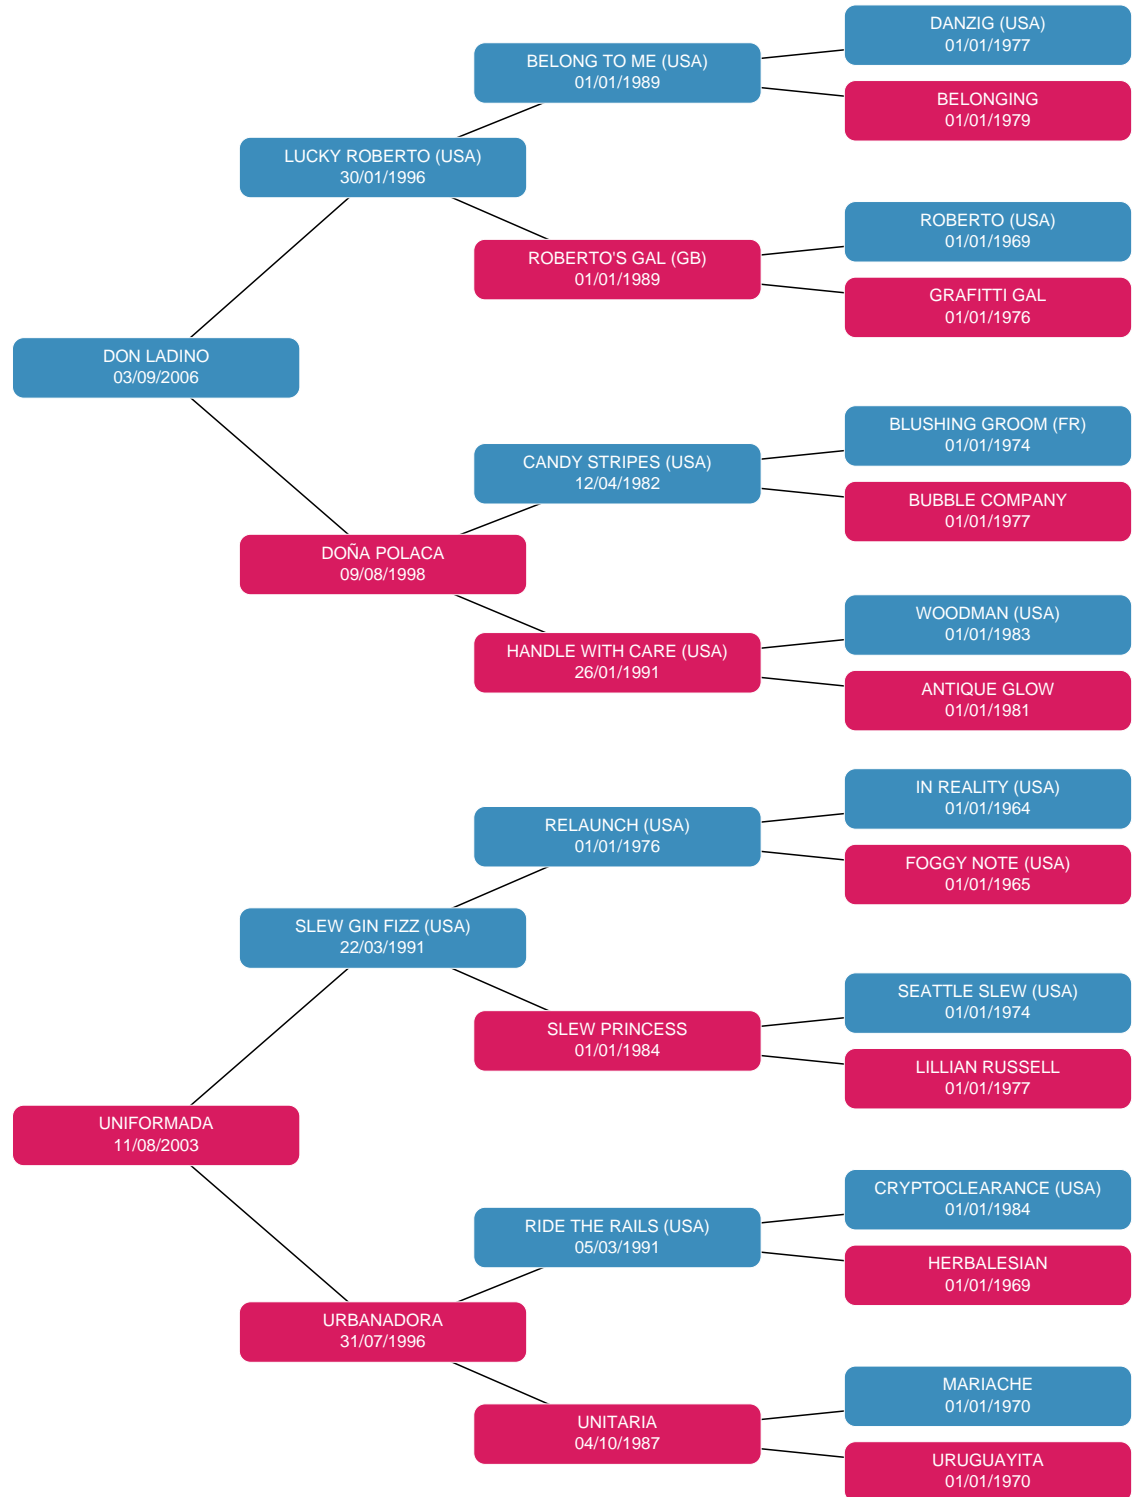 DANZIG (USA)
01/01/1977
BELONG TO ME (USA)
01/01/1989
BELONGING
01/01/1979
LUCKY ROBERTO (USA)
30/01/1996
ROBERTO (USA)
01/01/1969
ROBERTO'S GAL (GB)
01/01/1989
GRAFITTI GAL
01/01/1976
DON LADINO
03/09/2006
BLUSHING GROOM (FR)
01/01/1974
CANDY STRIPES (USA)
12/04/1982
BUBBLE COMPANY
01/01/1977
DOÑA POLACA
09/08/1998
WOODMAN (USA)
01/01/1983
HANDLE WITH CARE (USA)
26/01/1991
ANTIQUE GLOW
01/01/1981
IN REALITY (USA)
01/01/1964
RELAUNCH (USA)
01/01/1976
FOGGY NOTE (USA)
01/01/1965
SLEW GIN FIZZ (USA)
22/03/1991
SEATTLE SLEW (USA)
01/01/1974
SLEW PRINCESS
01/01/1984
LILLIAN RUSSELL
01/01/1977
UNIFORMADA
11/08/2003
CRYPTOCLEARANCE (USA)
01/01/1984
RIDE THE RAILS (USA)
05/03/1991
HERBALESIAN
01/01/1969
URBANADORA
31/07/1996
MARIACHE
01/01/1970
UNITARIA
04/10/1987
URUGUAYITA
01/01/1970